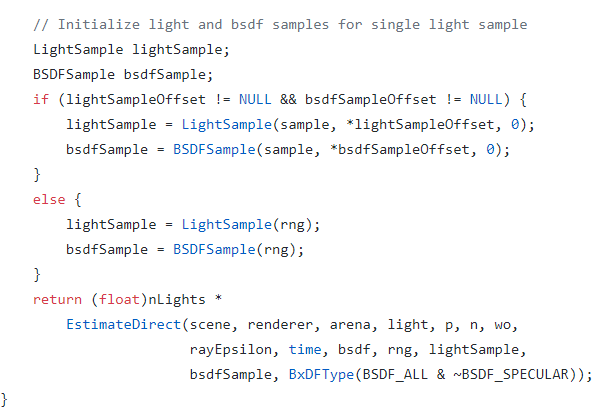 // Initialize light and bsdf samples for single light sample
LightSample lightSample;
BSDFSample bsdfSample;
if (lightSampleOffset != NULL && bsdfSampleOffset != NULL) {
lightSample = LightSample(sample, *lightSampleOffset, 0);
bsdfSample = BSDFSample(sample, *bsdfSampleOffset, 0);
}
else {
lightSample = LightSample(rng);
bsdfSample = BSDFSample(rng);
}
return (float)nLights *
EstimateDirect(scene, renderer, arena, light, p, n, wo,
rayEpsilon, time, bsdf, rng, lightSample,
bsdfSample, BxDFType(BSDF_ALL & ~BSDF_SPECULAR));
}